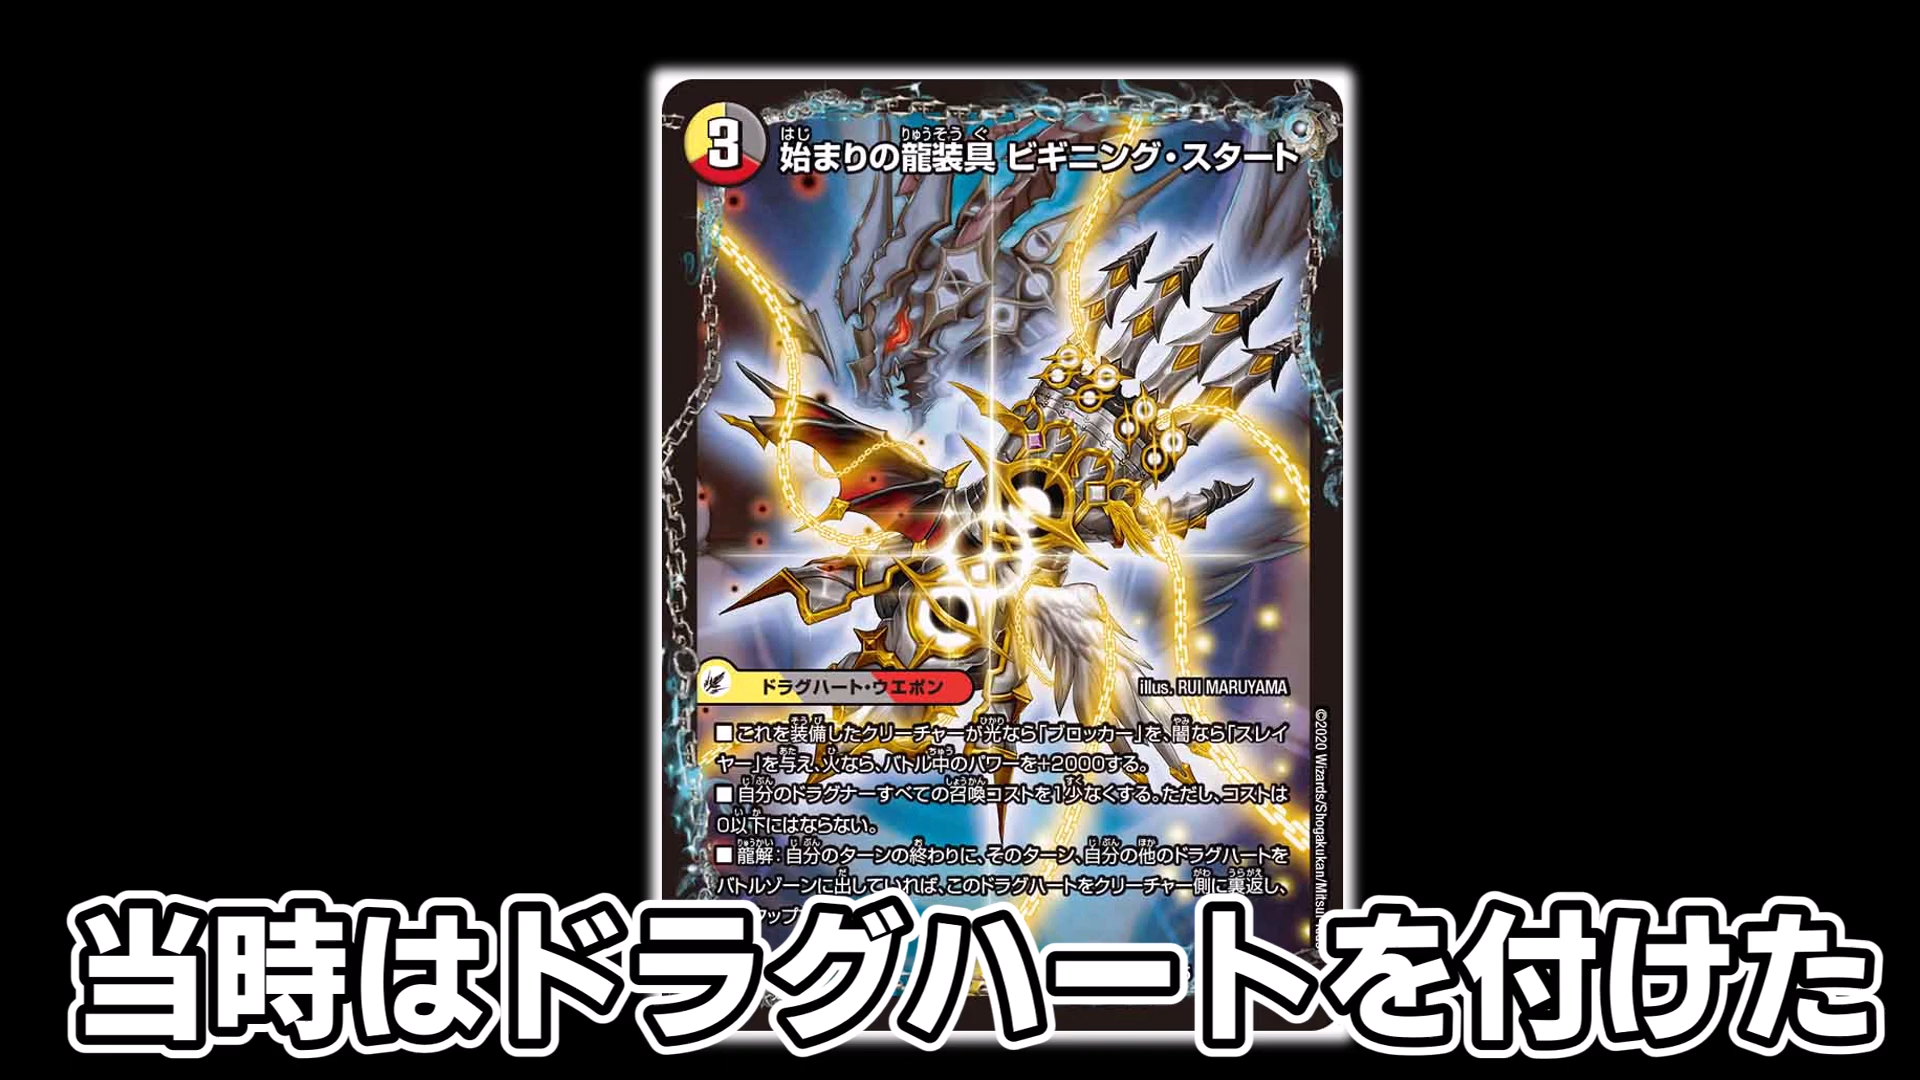 3
始まりの龍装具 ビギニング・スタート
ドラグハート・ウエポン
illus. RUI MARUYAMA
■これを装備したクリーチャーが光なら「ブロッカー」を、闇なら「スレイ
ヤー」を与え、火なら、バトル中のパワーを+2000する。
■自分のドラグナーすべての召喚コストを1少なくする。ただし、コストは
0以下にはならない。
■龍解：自分のターンの終わりに、そのターン、自分の他のドラグハートを
バトルゾーンに出していれば、このドラグハートをクリーチャー側に裏返し、
©2020 Wizards/Shogakukan/Mitsui
当時はドラグハートを付けた